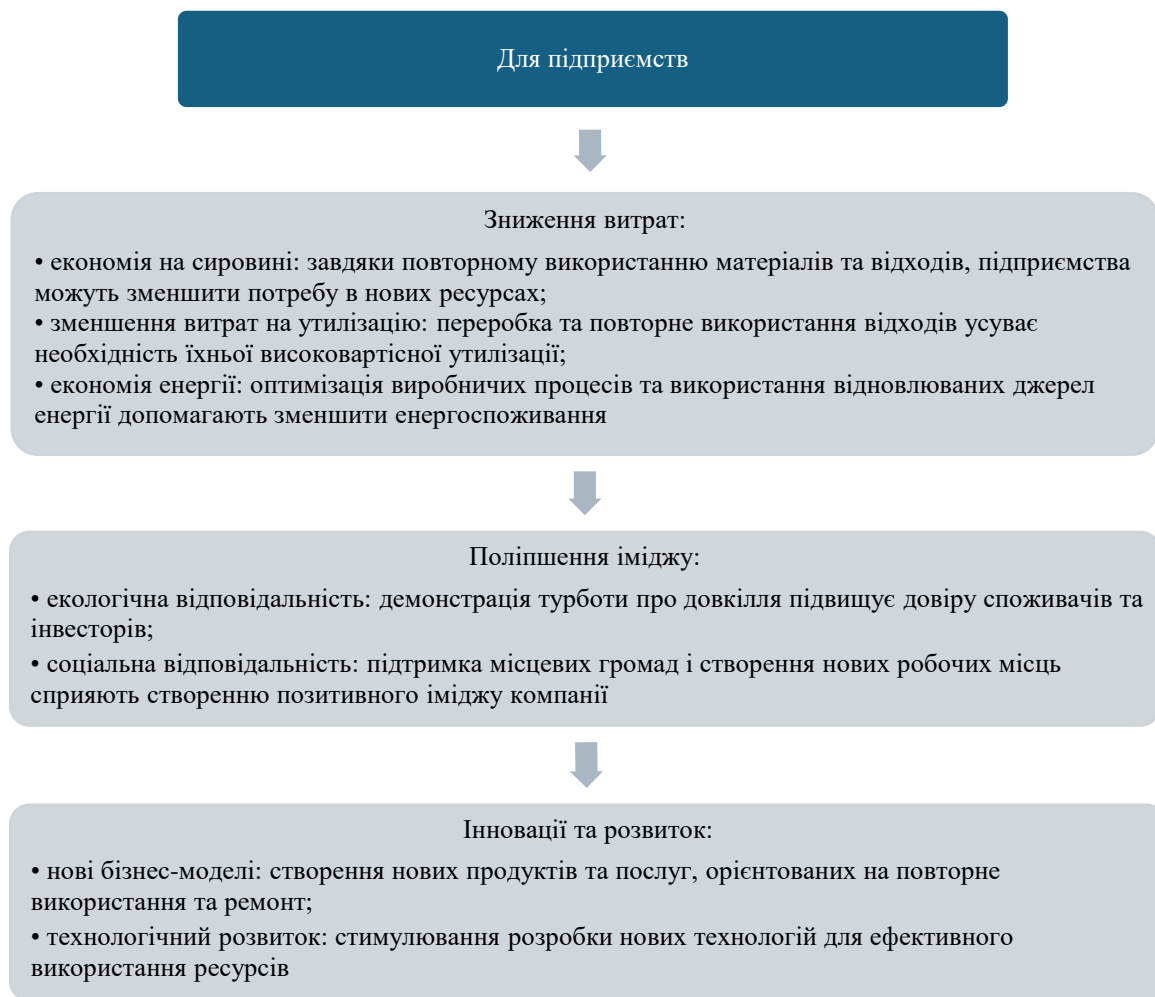 Для підприємств
Зниження витрат:
• економія на сировині: завдяки повторному використанню матеріалів та відходів, підприємства
можуть зменшити потребу в нових ресурсах;
• зменшення витрат на утилізацію: переробка та повторне використання відходів усуває
необхідність їхньої високовартісної утилізації;
• економія енергії: оптимізація виробничих процесів та використання відновлюваних джерел
енергії допомагають зменшити енергоспоживання
Поліпшення іміджу:
• екологічна відповідальність: демонстрація турботи про довкілля підвищує довіру споживачів та
інвесторів;
• соціальна відповідальність: підтримка місцевих громад і створення нових робочих місць
сприяють створенню позитивного іміджу компанії
Інновації та розвиток:
• нові бізнес-моделі: створення нових продуктів та послуг, орієнтованих на повторне
використання та ремонт;
• технологічний розвиток: стимулювання розробки нових технологій для ефективного
використання ресурсів